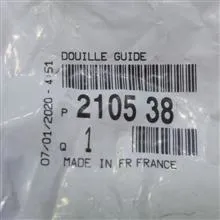 DOUILLE GUIDE
P 2105 38
Q 1
MADE IN FR FRANCE
07/01/2020 - 4:51